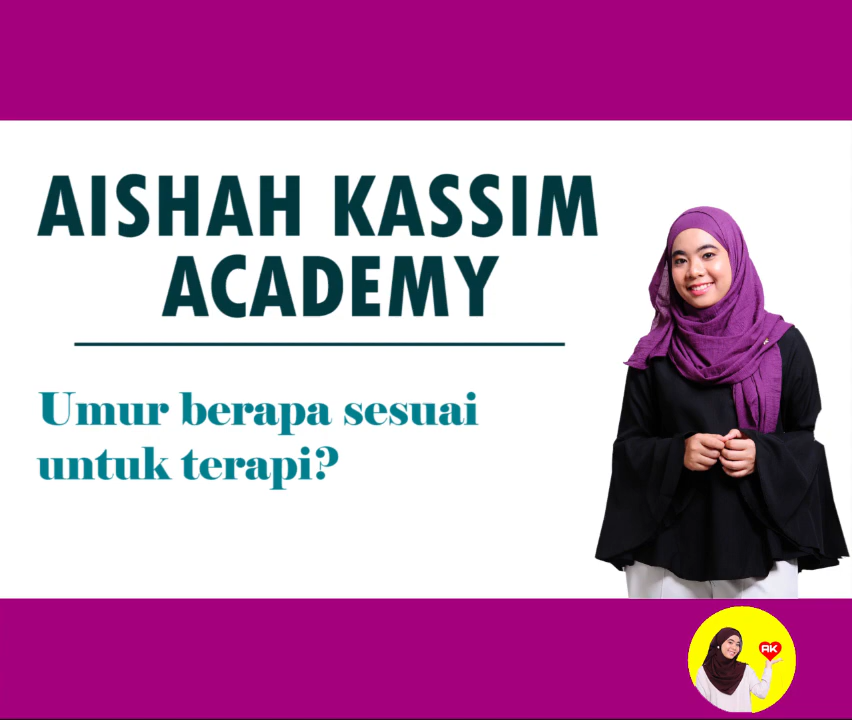 AISHAH KASSIM
ACADEMY
Umur berapa sesuai
untuk terapi?
AK